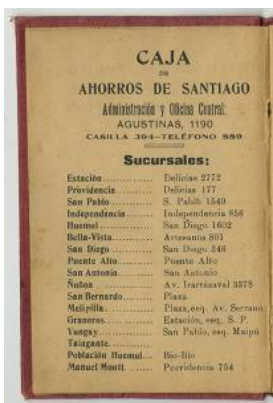 CAJA
DE
AHORROS DE SANTIAGO
Administración y Oficina Central:
AGUSTINAS, 1190
CASILLA 394–TELÉFONO 889
Sucursales:
Estación............ Delicias 2772
Providencia......... Delicias 177
San Pablo........... S. Pablo 1549
Independencia....... Independencia 856
Huemul.............. San Diego 1602
Bella-Vista......... Artesanos 801
San Diego........... San Diego 246
Puente Alto......... Puente Alto
San Antonio......... San Antonio
Ñuñoa............... Av. Irarrázaval 3378
San Bernardo........ Plaza
Melipilla........... Plaza, esq. Av. Serrano
Graneros............ Estación, esq. S. P.
Yungay.............. San Pablo, esq. Maipú
Talagante...........
Población Huemul... Bío-Bío
Manuel Montt....... Providencia 754